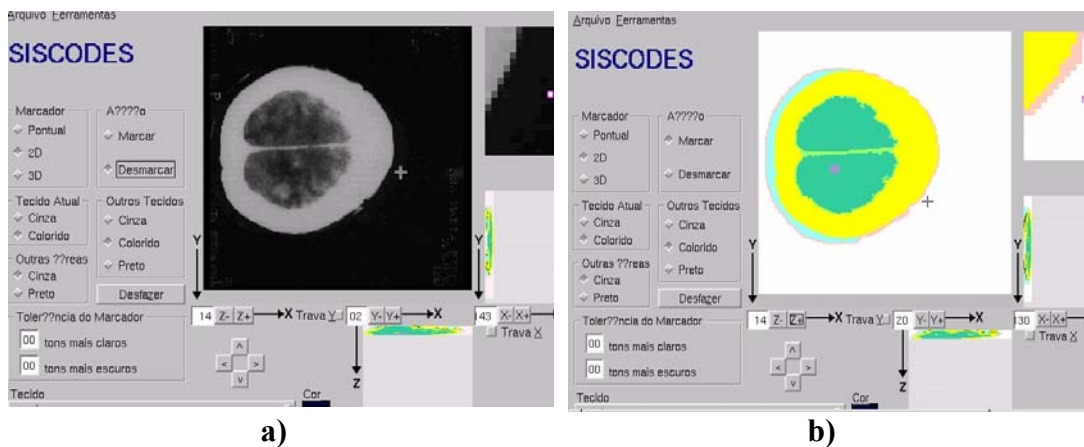 Arquivo Ferramentas
SISCODES
Marcador
Pontual
2D
3D
A????o
Marcar
Desmarcar
Tecido Atual
Cinza
Colorido
Outros Tecidos
Cinza
Colorido
Preto
Outras ??reas
Cinza
Preto
Desfazer
Y
Y
14 Z- Z+ X Trava Y 02 Y- Y+ X 43 X- X+
Trava X
Toler??ncia do Marcador
00 tons mais claros
00 tons mais escuros
^
< >
v
Z
Tecido
Cor
a)
Arquivo Ferramentas
SISCODES
Marcador
Pontual
2D
3D
A????o
Marcar
Desmarcar
Tecido Atual
Cinza
Colorido
Outros Tecidos
Cinza
Colorido
Preto
Outras ??reas
Cinza
Preto
Desfazer
Y
Y
14 Z- Z+ X Trava Y 20 Y- Y+ X 130 X- X+
Trava X
Toler??ncia do Marcador
00 tons mais claros
00 tons mais escuros
^
< >
v
Z
Tecido
Cor
b)